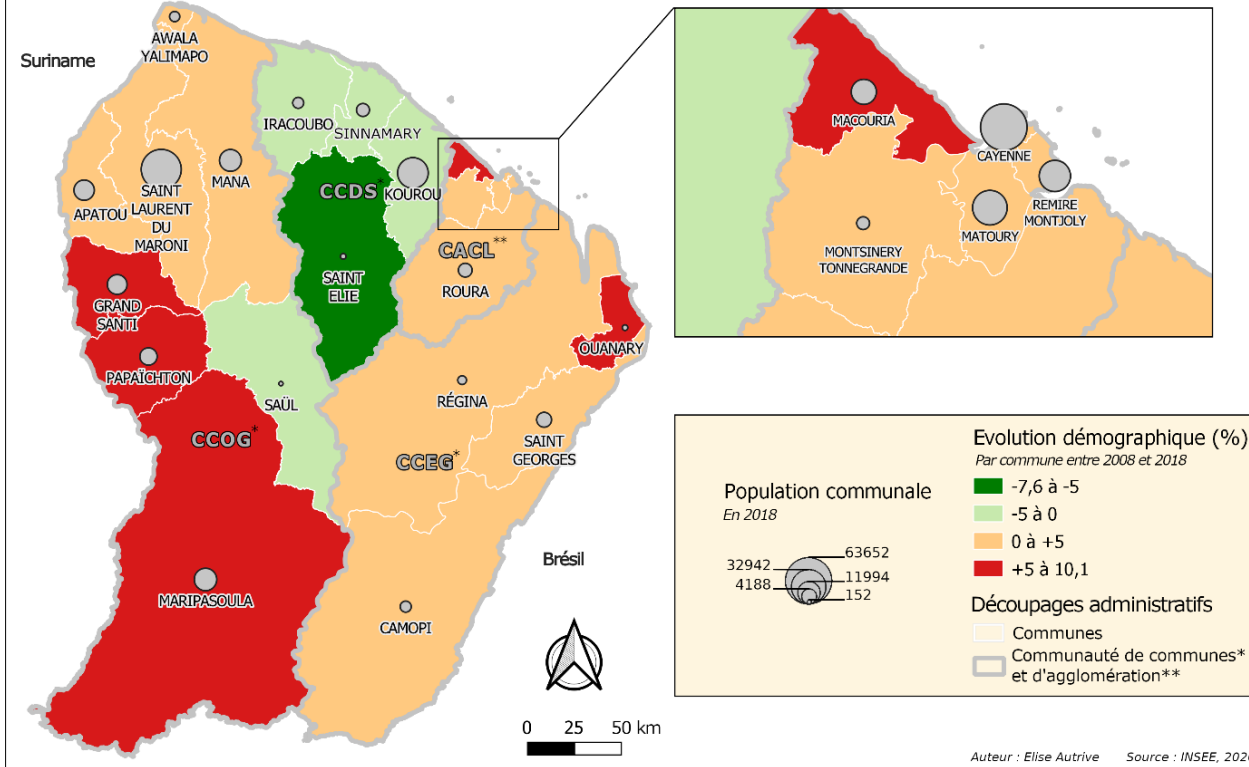 Suriname
AWALA
YALIMAPO
IRACOUBO
SINNAMARY
MANA
SAINT
LAURENT
DU
MARONI
APATOU
CCDS*
KOUROU
CACL**
ROURA
SAINT
ELIE
GRAND
SANTI
PAPAÏCHTON
SAÜL
OUANARY
RÉGINA
CCOG*
CCEG*
SAINT
GEORGES
Brésil
MARIPASOULA
CAMOPI
0 25 50 km
MACOURIA
CAYENNE
REMIRE
MONTJOLY
MATOURY
MONTSINERY
TONNEGRANDE
Population communale
En 2018
63652
32942
11994
4188
152
Evolution démographique (%)
Par commune entre 2008 et 2018
-7,6 à -5
-5 à 0
0 à +5
+5 à 10,1
Découpages administratifs
Communes
Communauté de communes*
et d'agglomération**
Auteur : Elise Autrive Source : INSEE, 202